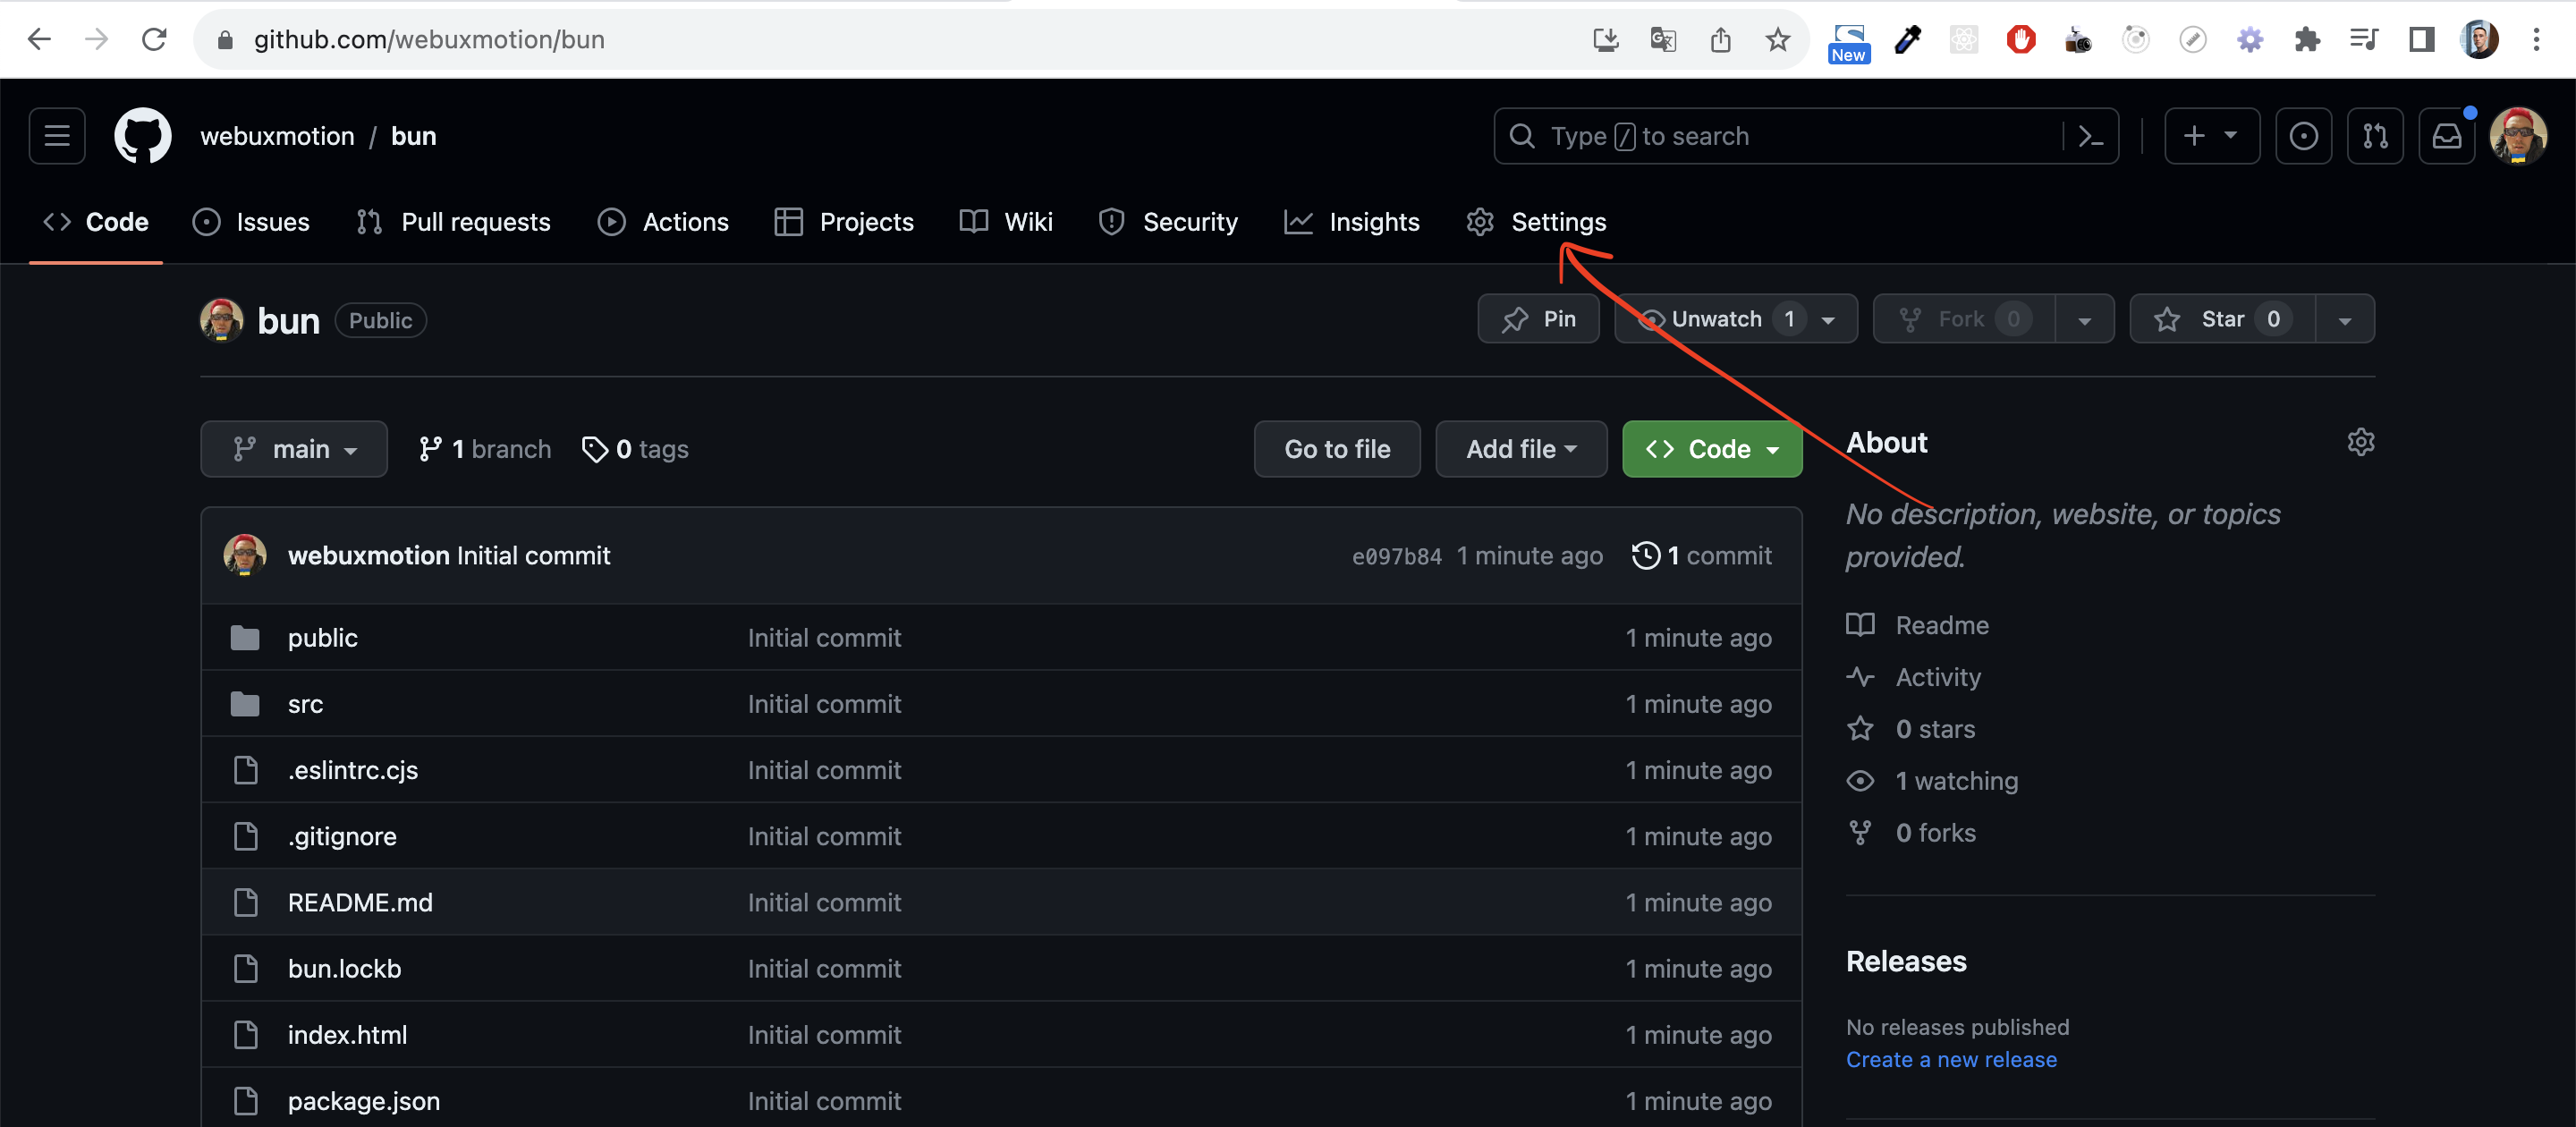 github.com/webuxmotion/bun
New
webuxmotion / bun
Type / to search
Code Issues Pull requests Actions Projects Wiki Security Insights Settings
bun Public
Pin Unwatch 1 Fork 0 Star 0
main 1 branch 0 tags Go to file Add file Code
webuxmotion Initial commit e097b84 1 minute ago 1 commit
public Initial commit 1 minute ago
src Initial commit 1 minute ago
.eslintrc.cjs Initial commit 1 minute ago
.gitignore Initial commit 1 minute ago
README.md Initial commit 1 minute ago
bun.lockb Initial commit 1 minute ago
index.html Initial commit 1 minute ago
package.json Initial commit 1 minute ago
About
No description, website, or topics
provided.
Readme
Activity
0 stars
1 watching
0 forks
Releases
No releases published
Create a new release